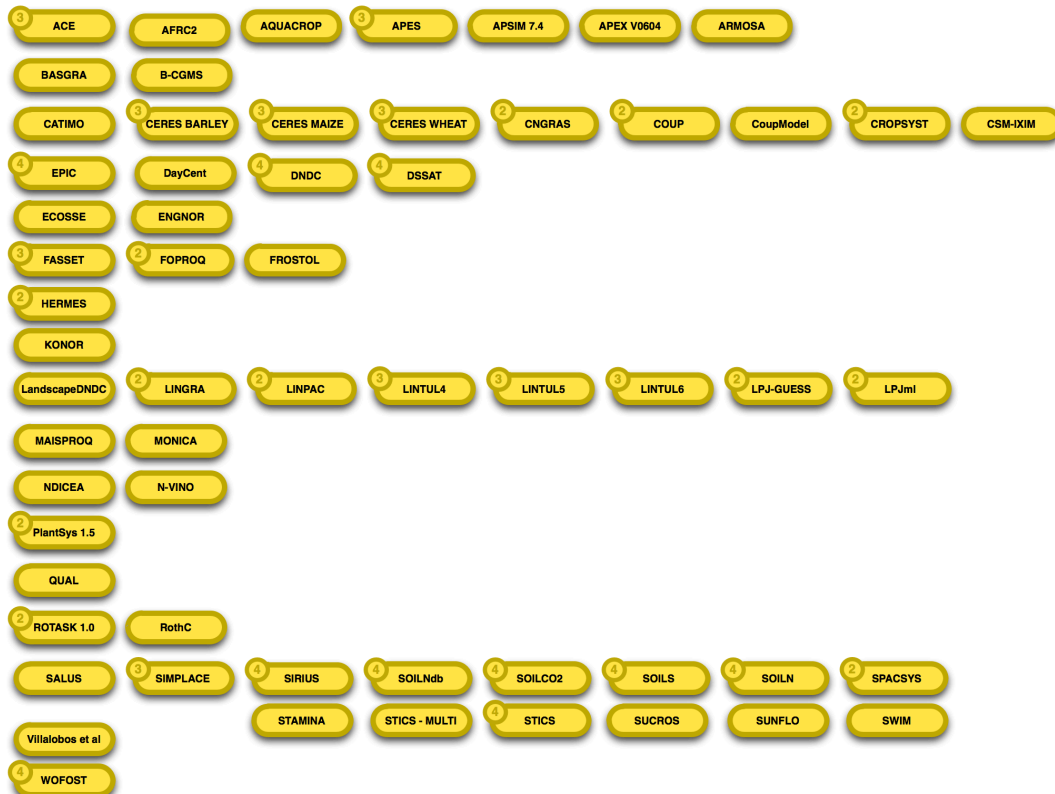 3 ACE AFRC2 AQUACROP 3 APES APSIM 7.4 APEX V0604 ARMOSA
BASGRA B-CGMS
CATIMO 3 CERES BARLEY 3 CERES MAIZE 3 CERES WHEAT 2 CNGRAS 2 COUP CoupModel 2 CROPSYST CSM-IXIM
4 EPIC DayCent 4 DNDC 4 DSSAT
ECOSSE ENGNOR
3 FASSET 2 FOPROQ FROSTOL
2 HERMES
KONOR
LandscapeDNDC 2 LINGRA 2 LINPAC 3 LINTUL4 3 LINTUL5 3 LINTUL6 2 LPJ-GUESS 2 LPJml
MAISPROQ MONICA
NDICEA N-VINO
2 PlantSys 1.5
QUAL
2 ROTASK 1.0 RothC
SALUS 3 SIMPLACE 4 SIRIUS 4 SOILNdb 4 SOILCO2 4 SOILS 4 SOILN 2 SPACSYS
STAMINA STICS - MULTI 4 STICS SUCROS SUNFLO SWIM
Villalobos et al
4 WOFOST